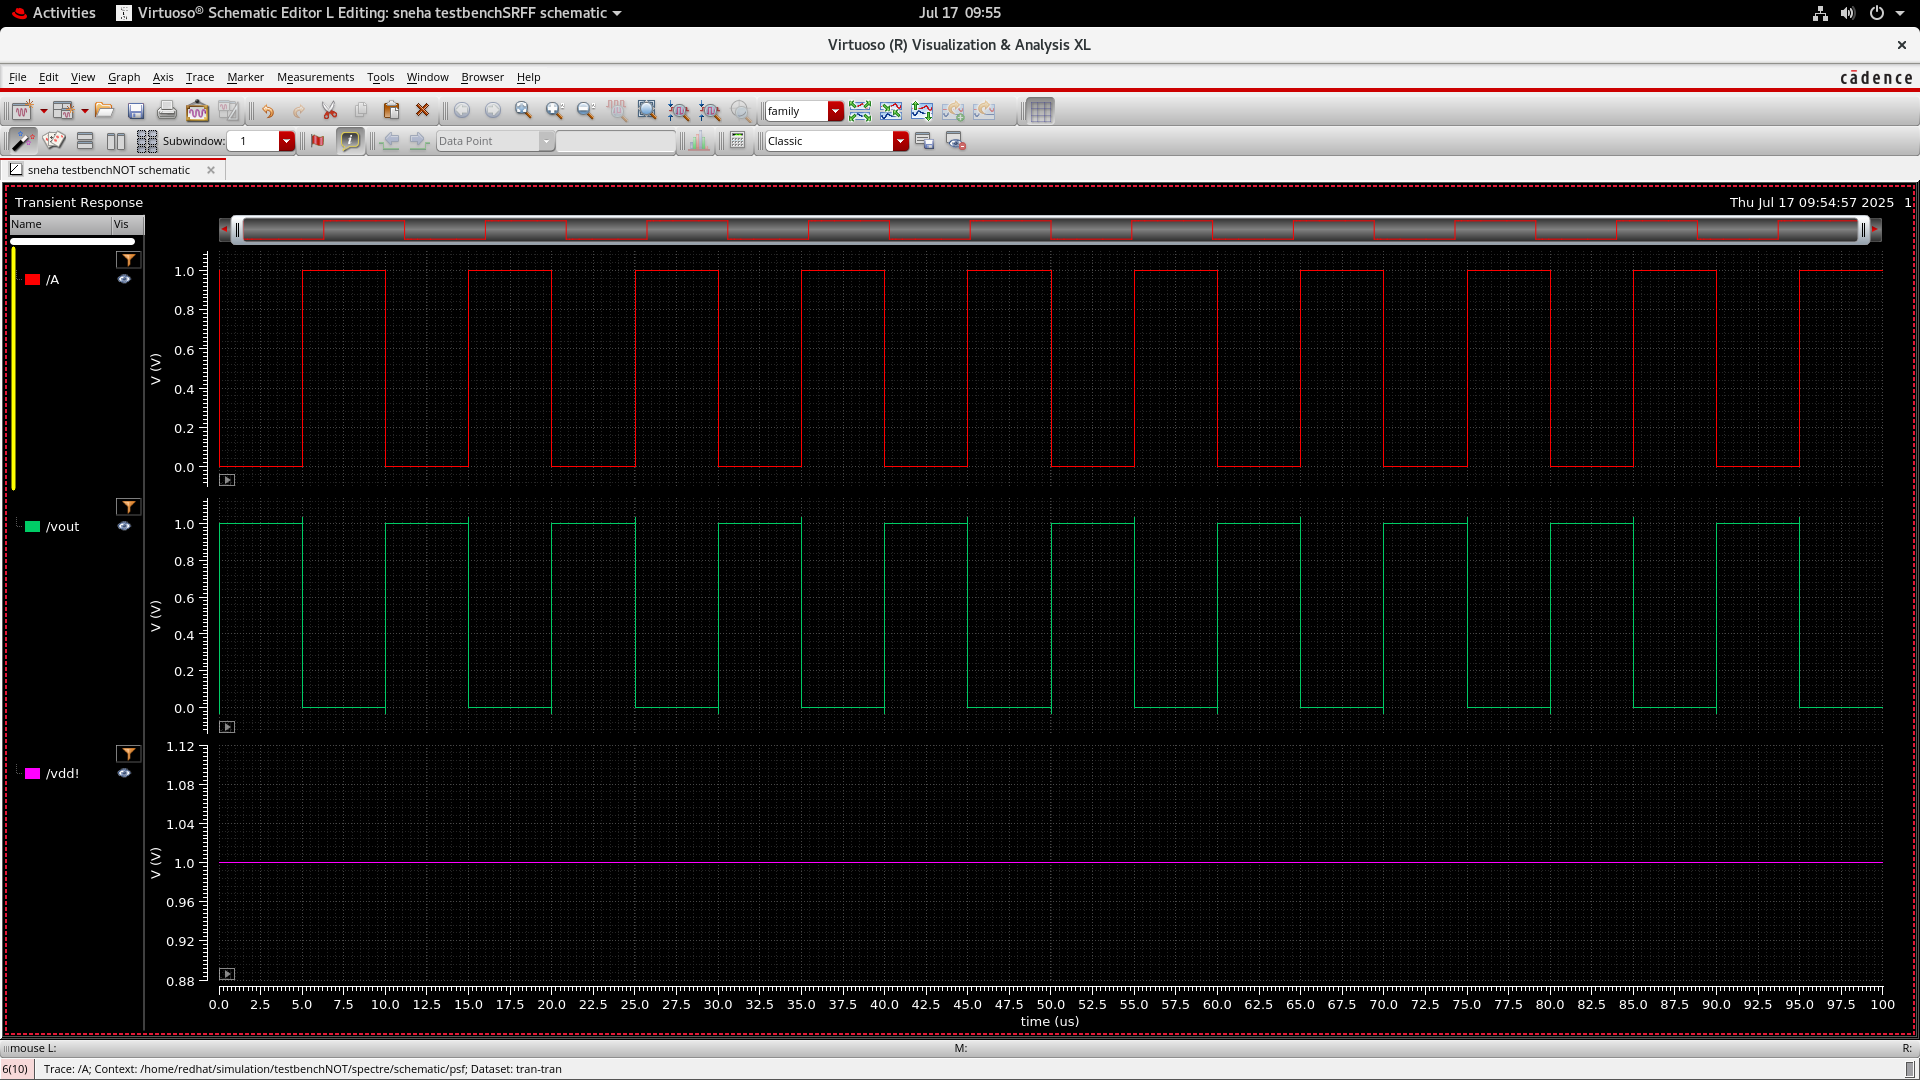 Activities Virtuoso® Schematic Editor L Editing: sneha testbenchSRFF schematic Jul 17 09:55
Virtuoso (R) Visualization & Analysis XL
File Edit View Graph Axis Trace Marker Measurements Tools Window Browser Help cādence
family
Subwindow: 1 Data Point Classic
sneha testbenchNOT schematic
Transient Response Thu Jul 17 09:54:57 2025 1
Name Vis
/A
1.0
0.8
0.6
0.4
0.2
0.0
V (V)
/vout
1.0
0.8
0.6
0.4
0.2
0.0
V (V)
/vdd!
1.12
1.08
1.04
1.0
0.96
0.92
0.88
V (V)
0.0 2.5 5.0 7.5 10.0 12.5 15.0 17.5 20.0 22.5 25.0 27.5 30.0 32.5 35.0 37.5 40.0 42.5 45.0 47.5 50.0 52.5 55.0 57.5 60.0 62.5 65.0 67.5 70.0 72.5 75.0 77.5 80.0 82.5 85.0 87.5 90.0 92.5 95.0 97.5 100
time (us)
mouse L: M: R:
6(10) Trace: /A; Context: /home/redhat/simulation/testbenchNOT/spectre/schematic/psf; Dataset: tran-tran